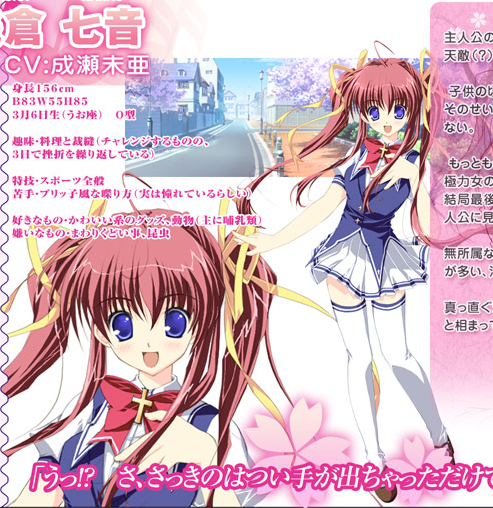 倉 七音
CV:成瀬未亜
身長156cm
B83W55H85
3月6日生(うお座)　O型
趣味・料理と裁縫(チャレンジするものの、
3日で挫折を繰り返している)
特技・スポーツ全般
苦手・ブリッ子風な喋り方(実は憧れているらしい)
好きなもの・かわいい系のグッズ、動物(主に哺乳類)
嫌いなもの・まわりくどい事、昆虫
主人公の
天敵(？)
子供の
そのせい
ない。
もっとも
極力女の
結局最後
人公に見
無所属な
が多い、
真っ直ぐ
と相まっ
「うっ!?　さ、さっきのはつい手が出ちゃっただけで